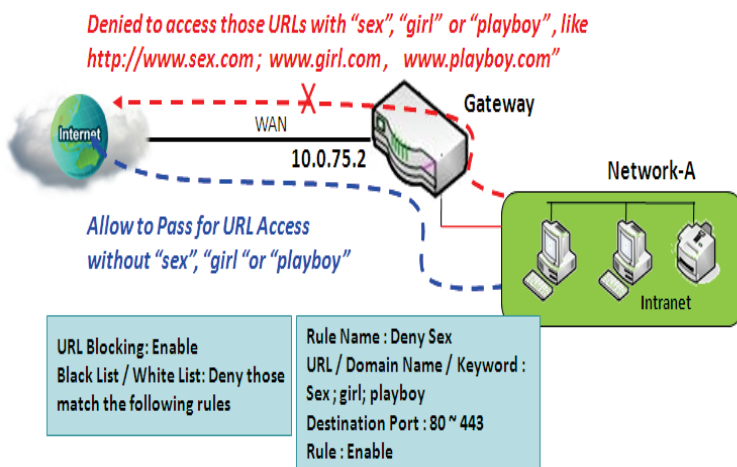 Denied to access those URLs with “sex”, “girl” or “playboy”, like
http://www.sex.com; www.girl.com, www.playboy.com”
Gateway
Internet
WAN
10.0.75.2
Network-A
Allow to Pass for URL Access
without “sex”, “girl “or “playboy”
Intranet
URL Blocking: Enable
Black List / White List: Deny those
match the following rules
Rule Name : Deny Sex
URL / Domain Name / Keyword :
Sex ; girl; playboy
Destination Port : 80 ~ 443
Rule : Enable